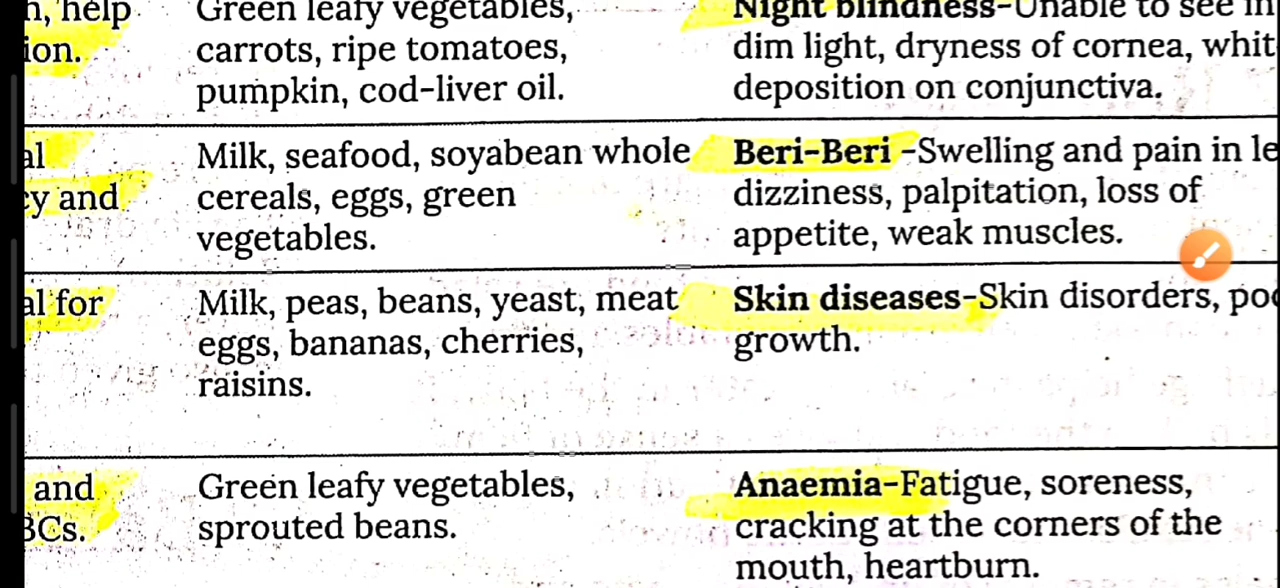 n, help
ion.
Green leafy vegetables,
carrots, ripe tomatoes,
pumpkin, cod-liver oil.
Night blindness-Unable to see in
dim light, dryness of cornea, whit
deposition on conjunctiva.
al
cy and
Milk, seafood, soyabean whole
cereals, eggs, green
vegetables.
Beri-Beri -Swelling and pain in le
dizziness, palpitation, loss of
appetite, weak muscles.
al for
Milk, peas, beans, yeast, meat
eggs, bananas, cherries,
raisins.
Skin diseases-Skin disorders, poo
growth.
and
BCs.
Green leafy vegetables,
sprouted beans.
Anaemia-Fatigue, soreness,
cracking at the corners of the
mouth, heartburn.